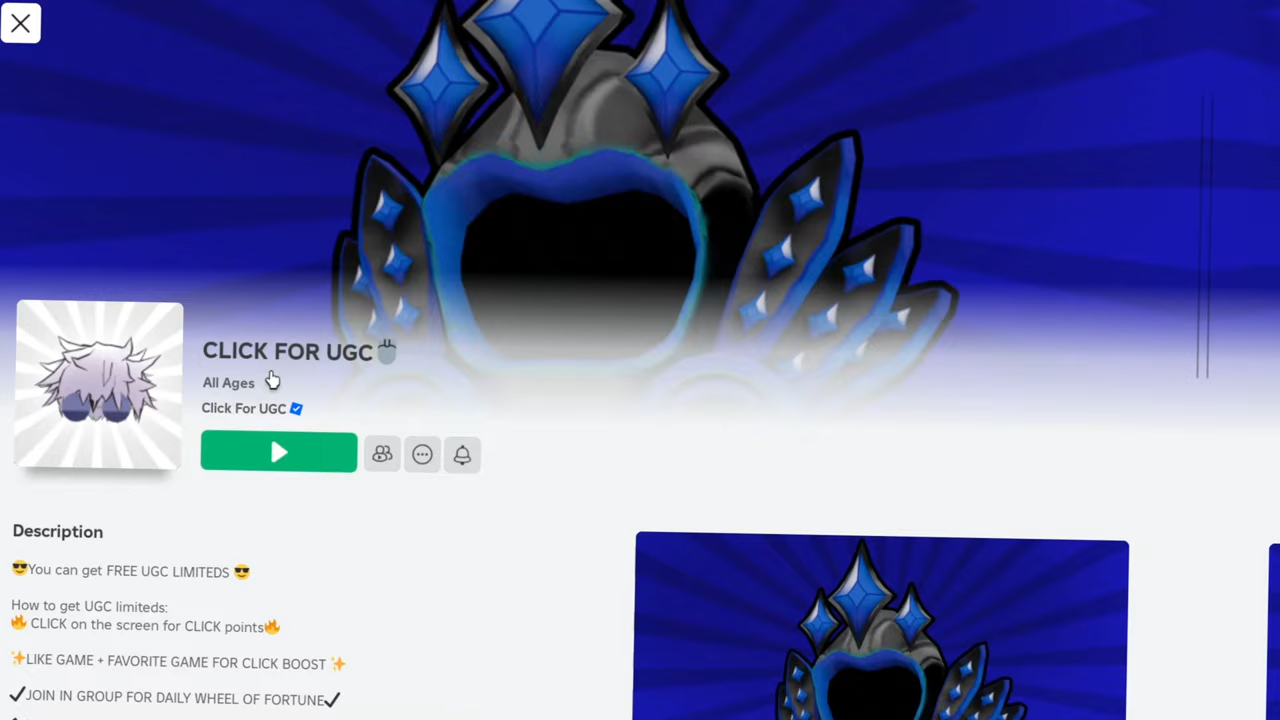 CLICK FOR UGC🖱️
All Ages
Click For UGC
Description
😎You can get FREE UGC LIMITEDS 😎
How to get UGC limiteds:
🔥 CLICK on the screen for CLICK points🔥
✨LIKE GAME + FAVORITE GAME FOR CLICK BOOST ✨
✔JOIN IN GROUP FOR DAILY WHEEL OF FORTUNE✔